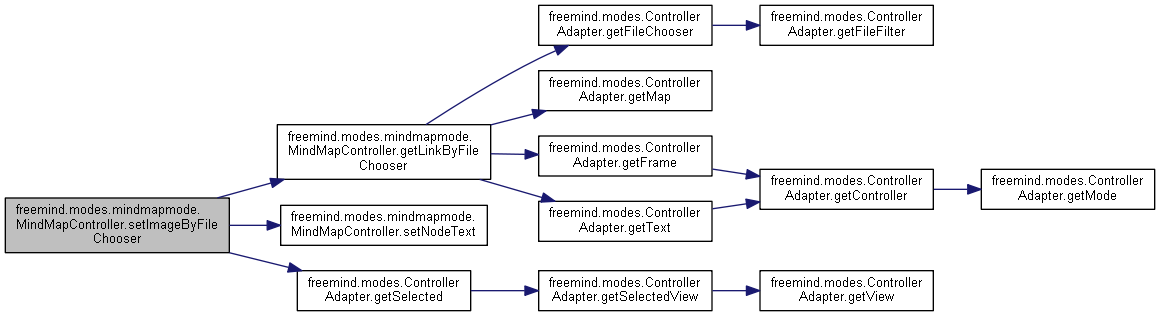 freemind.modes.Controller
Adapter.getFileChooser
freemind.modes.Controller
Adapter.getFileFilter
freemind.modes.Controller
Adapter.getMap
freemind.modes.mindmapmode.
MindMapController.getLinkByFile
Chooser
freemind.modes.Controller
Adapter.getFrame
freemind.modes.Controller
Adapter.getController
freemind.modes.Controller
Adapter.getMode
freemind.modes.mindmapmode.
MindMapController.setImageByFile
Chooser
freemind.modes.mindmapmode.
MindMapController.setNodeText
freemind.modes.Controller
Adapter.getText
freemind.modes.Controller
Adapter.getSelected
freemind.modes.Controller
Adapter.getSelectedView
freemind.modes.Controller
Adapter.getView